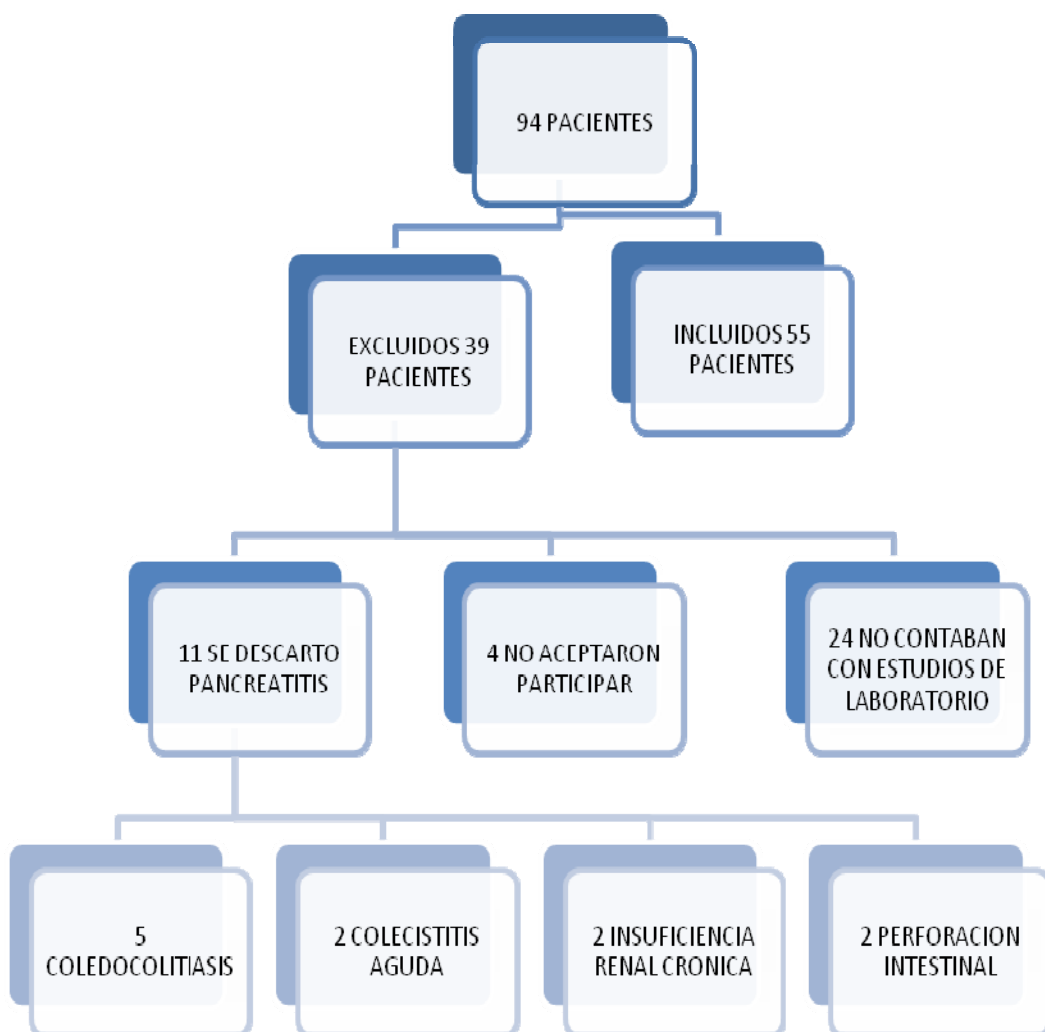 94 PACIENTES
EXCLUIDOS 39
PACIENTES
INCLUIDOS 55
PACIENTES
11 SE DESCARTO
PANCREATITIS
4 NO ACEPTARON
PARTICIPAR
24 NO CONTABAN
CON ESTUDIOS DE
LABORATORIO
5
COLEDOCOLITIASIS
2 COLECISTITIS
AGUDA
2 INSUFICIENCIA
RENAL CRONICA
2 PERFORACION
INTESTINAL